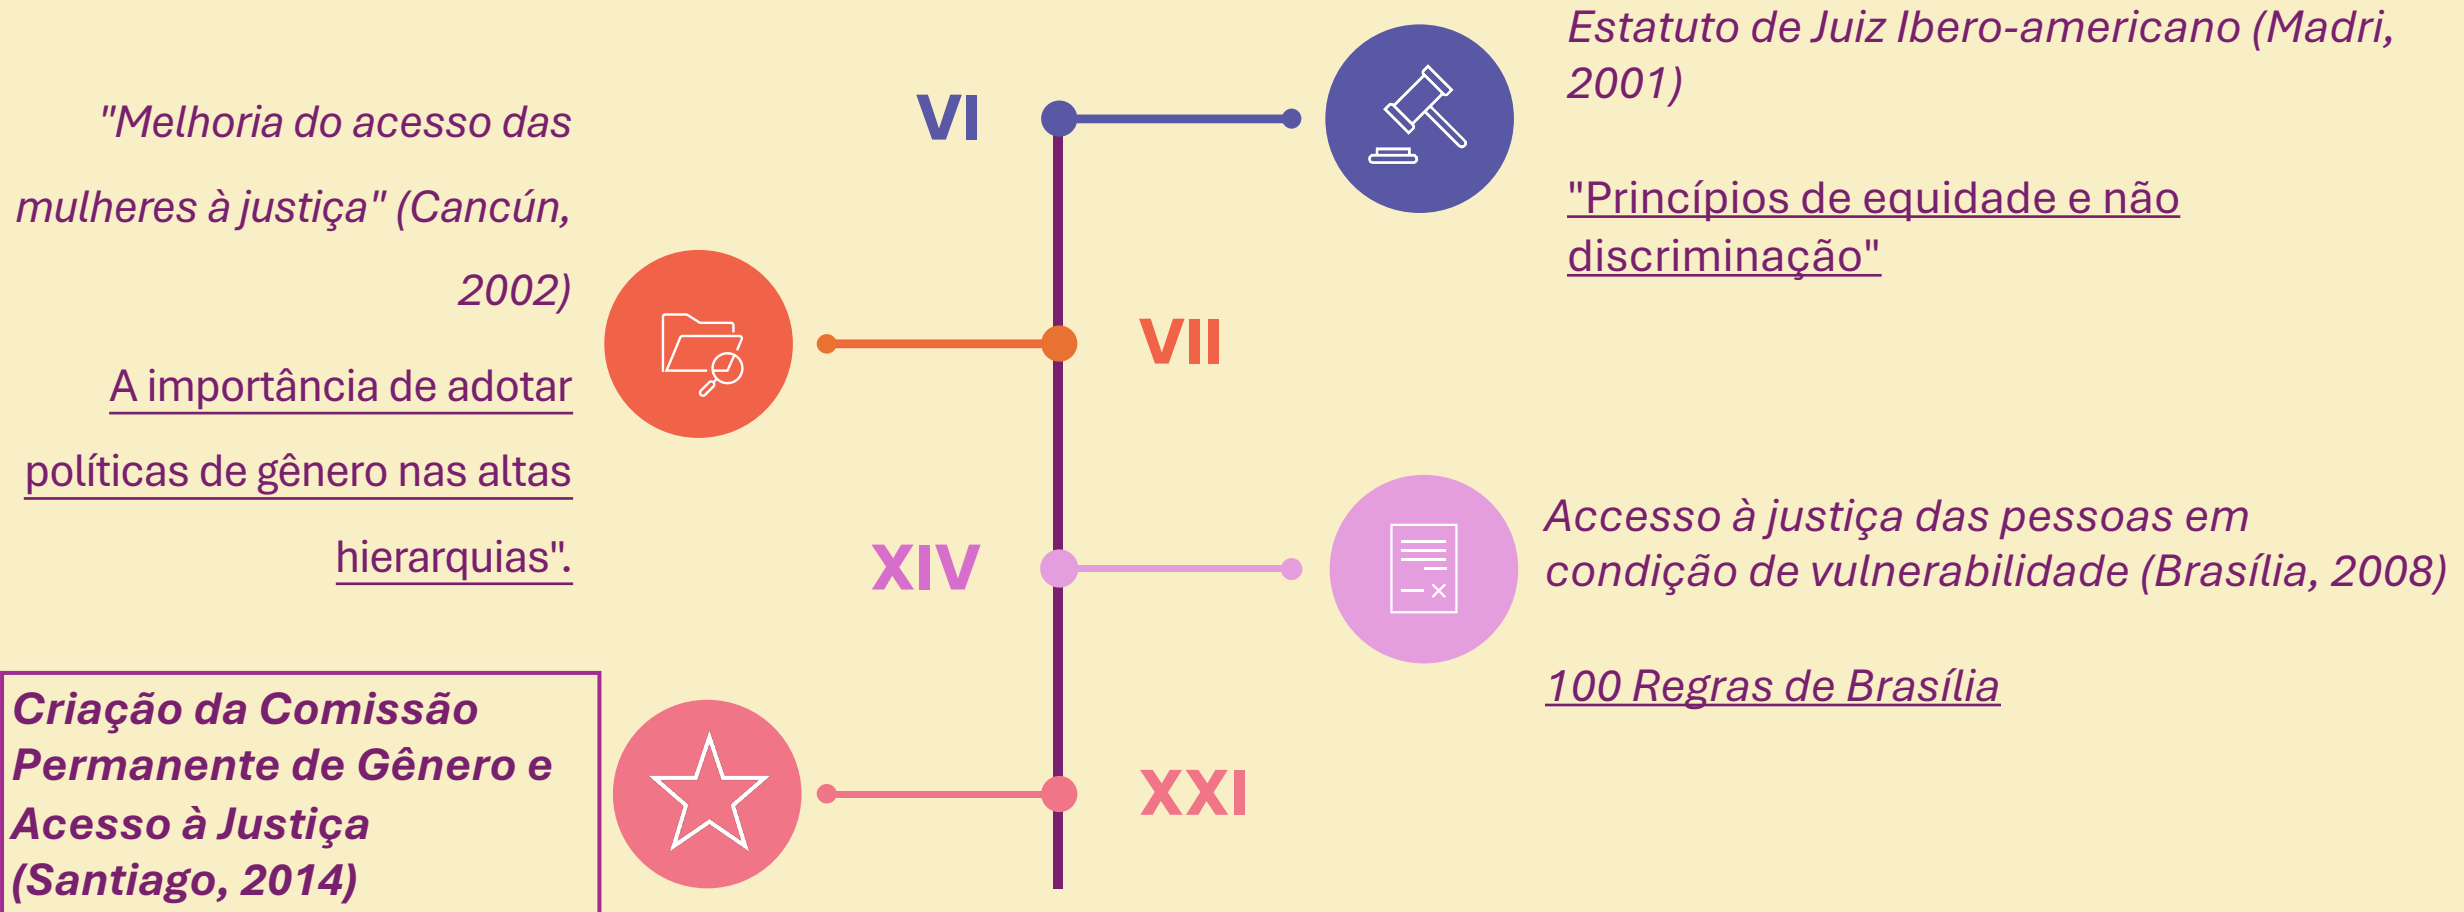 VI
Estatuto de Juiz Ibero-americano (Madri,
2001)
"Princípios de equidade e não
discriminação"
"Melhoria do acesso das
mulheres à justiça" (Cancún,
2002)
A importância de adotar
políticas de gênero nas altas
hierarquias".
VII
XIV
Accesso à justiça das pessoas em
condição de vulnerabilidade (Brasília, 2008)
100 Regras de Brasília
Criação da Comissão
Permanente de Gênero e
Acesso à Justiça
(Santiago, 2014)
XXI